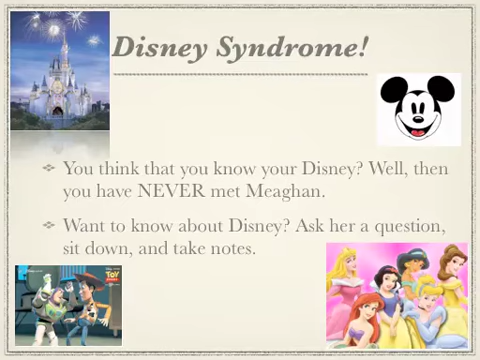 Disney Syndrome!
You think that you know your Disney? Well, then
you have NEVER met Meaghan.
Want to know about Disney? Ask her a question,
sit down, and take notes.
TOY